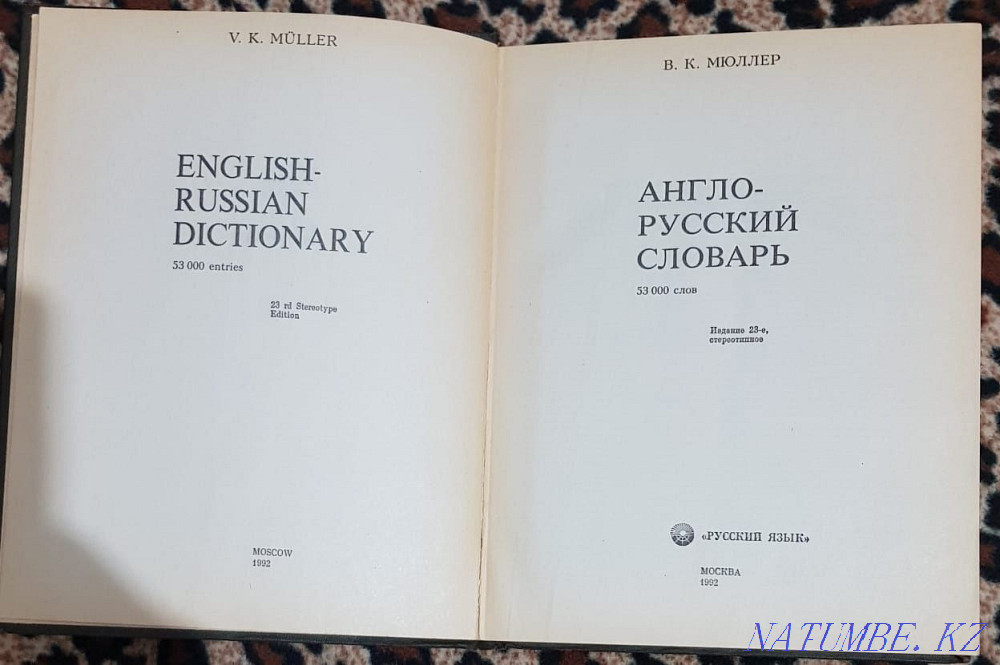 V. K. MÜLLER
ENGLISH-
RUSSIAN
DICTIONARY
53 000 entries
23 rd Stereotype
Edition
MOSCOW
1992
В. К. МЮЛЛЕР
АНГЛО-
РУССКИЙ
СЛОВАРЬ
53 000 слов
Издание 23-е,
стереотипное
«РУССКИЙ ЯЗЫК»
МОСКВА
1992
NATUMBE. KZ